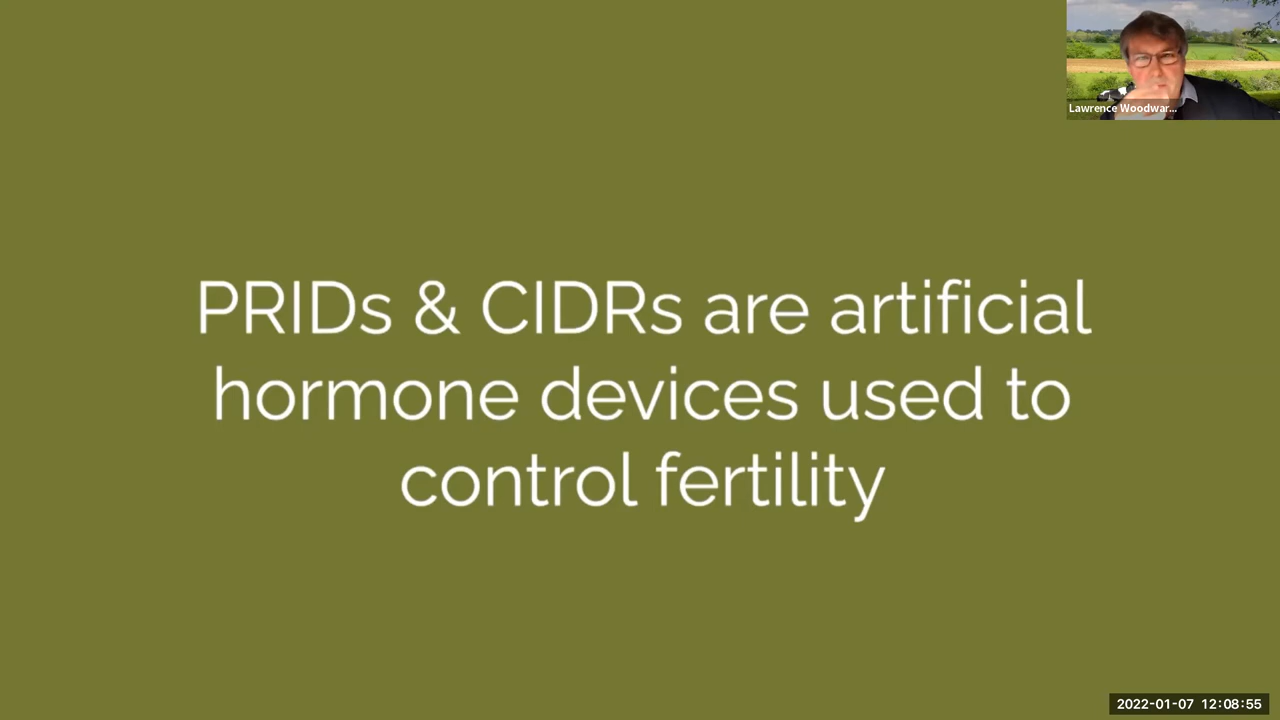 Lawrence Woodwar...
PRIDs & CIDRs are artificial
hormone devices used to
control fertility
2022-01-07 12:08:55